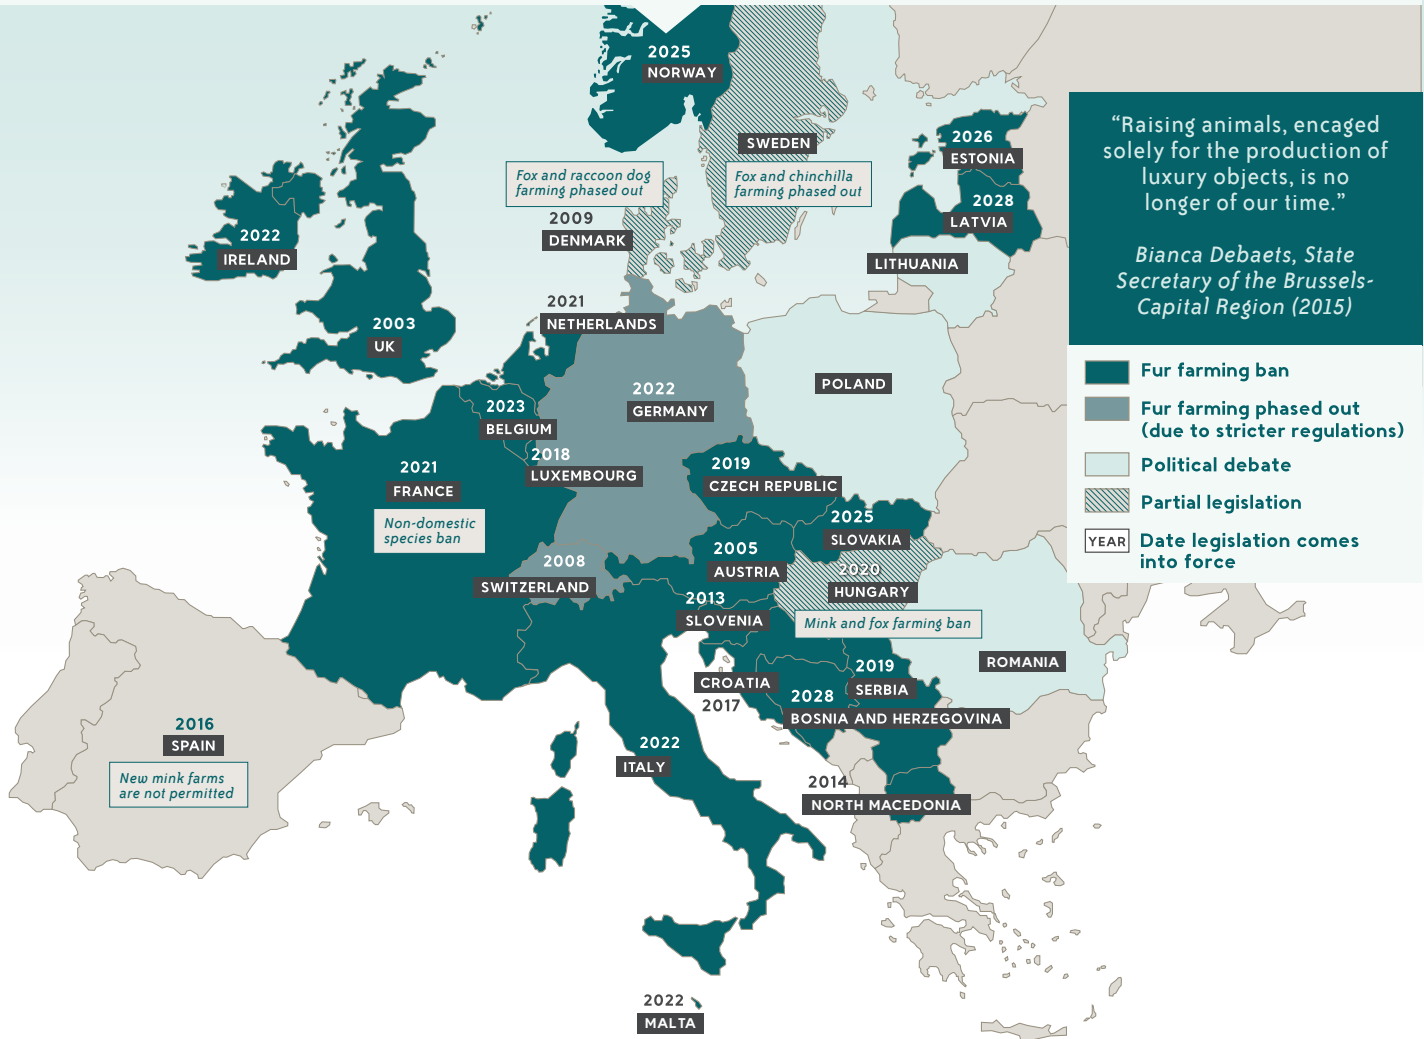 2025
NORWAY
SWEDEN
Fox and raccoon dog
farming phased out
Fox and chinchilla
farming phased out
2009
DENMARK
2026
ESTONIA
2028
LATVIA
LITHUANIA
2022
IRELAND
2003
UK
2021
NETHERLANDS
2022
GERMANY
POLAND
2023
BELGIUM
2018
LUXEMBOURG
2021
FRANCE
Non-domestic
species ban
2019
CZECH REPUBLIC
2025
SLOVAKIA
2008
SWITZERLAND
2005
AUSTRIA
2020
HUNGARY
Mink and fox farming ban
2013
SLOVENIA
ROMANIA
CROATIA
2017
2019
SERBIA
2028
BOSNIA AND HERZEGOVINA
2016
SPAIN
New mink farms
are not permitted
2022
ITALY
2014
NORTH MACEDONIA
2022
MALTA
“Raising animals, encaged
solely for the production of
luxury objects, is no
longer of our time.”
Bianca Debaets, State
Secretary of the Brussels-
Capital Region (2015)
Fur farming ban
Fur farming phased out
(due to stricter regulations)
Political debate
Partial legislation
YEAR Date legislation comes
into force